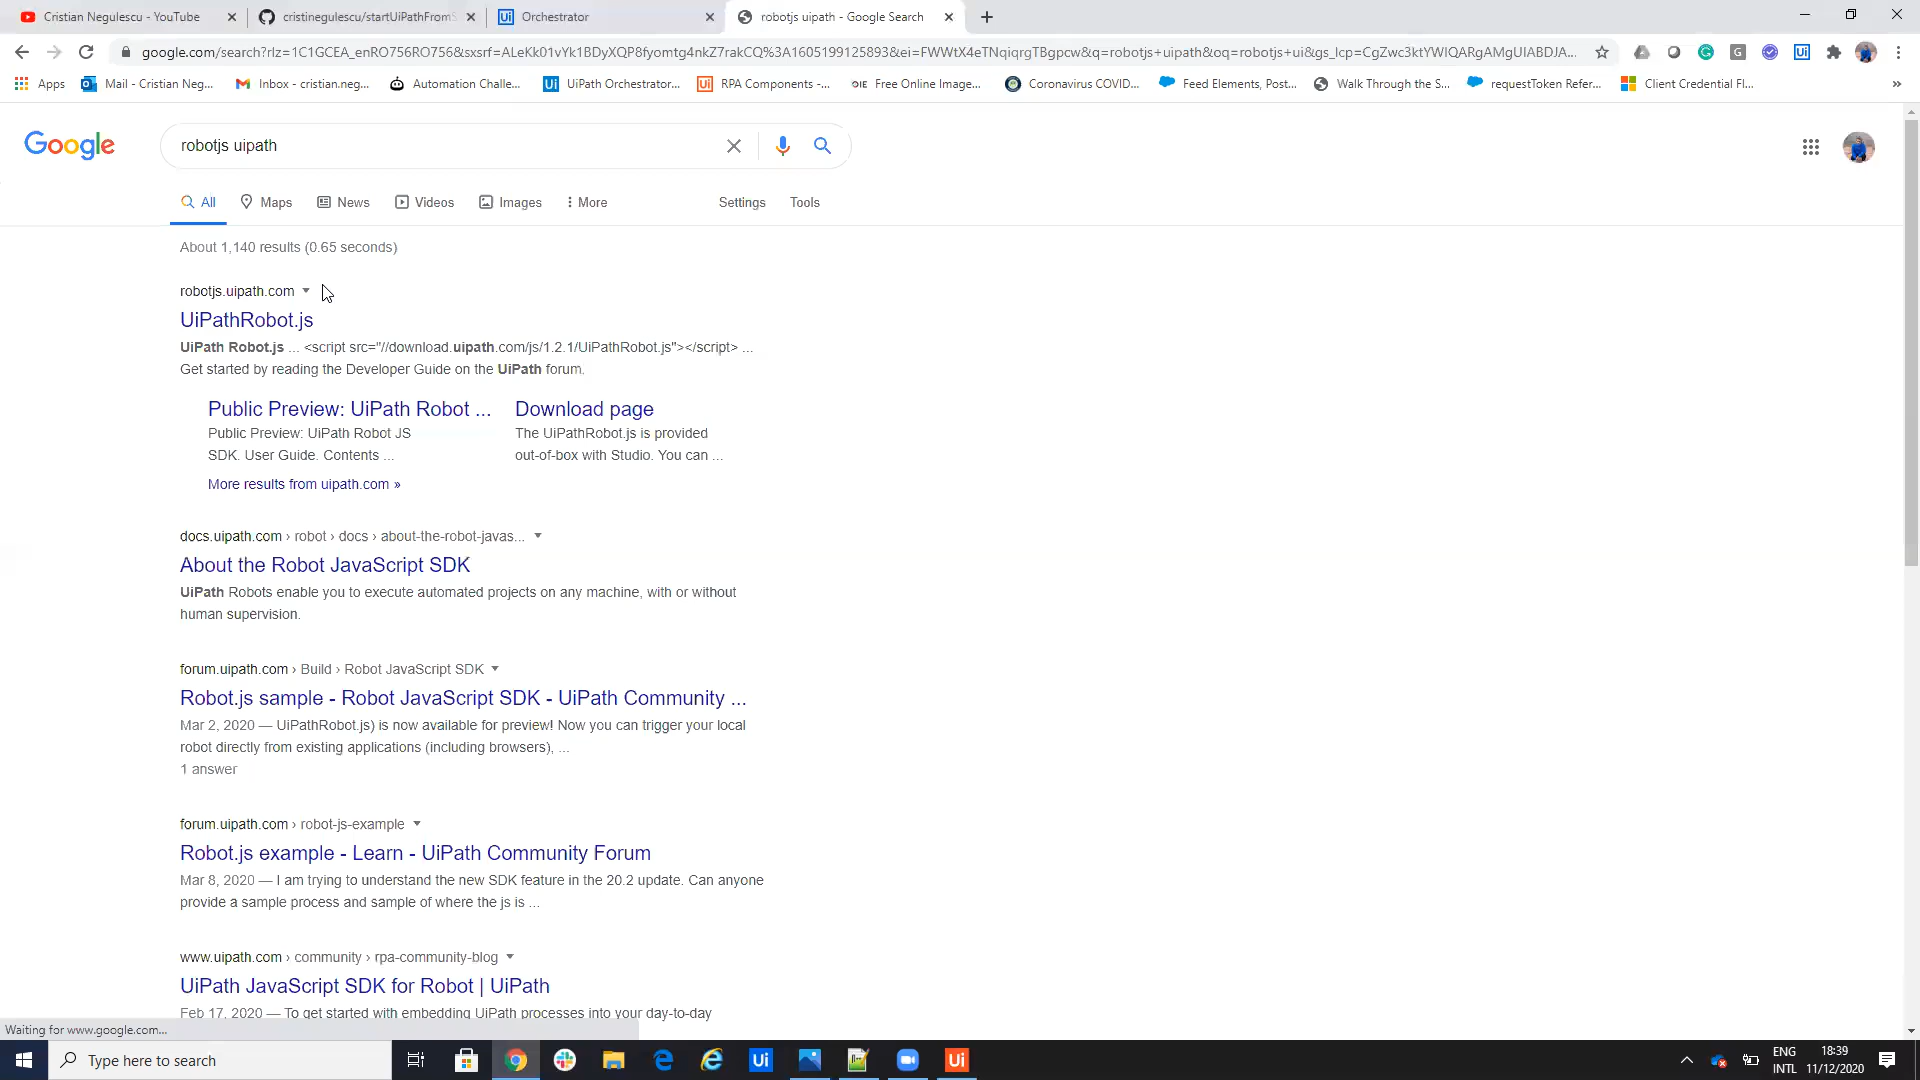 Cristian Negulescu - YouTube
cristinegulescu/startUiPathFromS
Orchestrator
robotjs uipath - Google Search
google.com/search?rlz=1C1GCEA_enRO756RO756&sxsrf=ALeKk01vYk1BDyXQP8fyomtg4nkZ7rakCQ%3A1605199125893&ei=FWWtX4eTNqiqrgTBgpcw&q=robotjs+uipath&oq=robotjs+ui&gs_lcp=CgZwc3ktYWIQARgAMgUIABDJA...
Apps
Mail - Cristian Neg...
Inbox - cristian.neg...
Automation Challe...
UiPath Orchestrator...
RPA Components -...
Free Online Image...
Coronavirus COVID...
Feed Elements, Post...
Walk Through the S...
requestToken Refer...
Client Credential Fl...
Google
robotjs uipath
All Maps News Videos Images More Settings Tools
About 1,140 results (0.65 seconds)
robotjs.uipath.com
UiPathRobot.js
UiPath Robot.js ... <script src="//download.uipath.com/js/1.2.1/UiPathRobot.js"></script> ...
Get started by reading the Developer Guide on the UiPath forum.
Public Preview: UiPath Robot ...
Public Preview: UiPath Robot JS
SDK. User Guide. Contents ...
Download page
The UiPathRobot.js is provided
out-of-box with Studio. You can ...
More results from uipath.com »
docs.uipath.com › robot › docs › about-the-robot-javas...
About the Robot JavaScript SDK
UiPath Robots enable you to execute automated projects on any machine, with or without
human supervision.
forum.uipath.com › Build › Robot JavaScript SDK
Robot.js sample - Robot JavaScript SDK - UiPath Community ...
Mar 2, 2020 — UiPathRobot.js) is now available for preview! Now you can trigger your local
robot directly from existing applications (including browsers), ...
1 answer
forum.uipath.com › robot-js-example
Robot.js example - Learn - UiPath Community Forum
Mar 8, 2020 — I am trying to understand the new SDK feature in the 20.2 update. Can anyone
provide a sample process and sample of where the js is ...
www.uipath.com › community › rpa-community-blog
UiPath JavaScript SDK for Robot | UiPath
Feb 17, 2020 — To get started with embedding UiPath processes into your day-to-day
Waiting for www.google.com...
Type here to search
ENG
INTL
18:39
11/12/2020